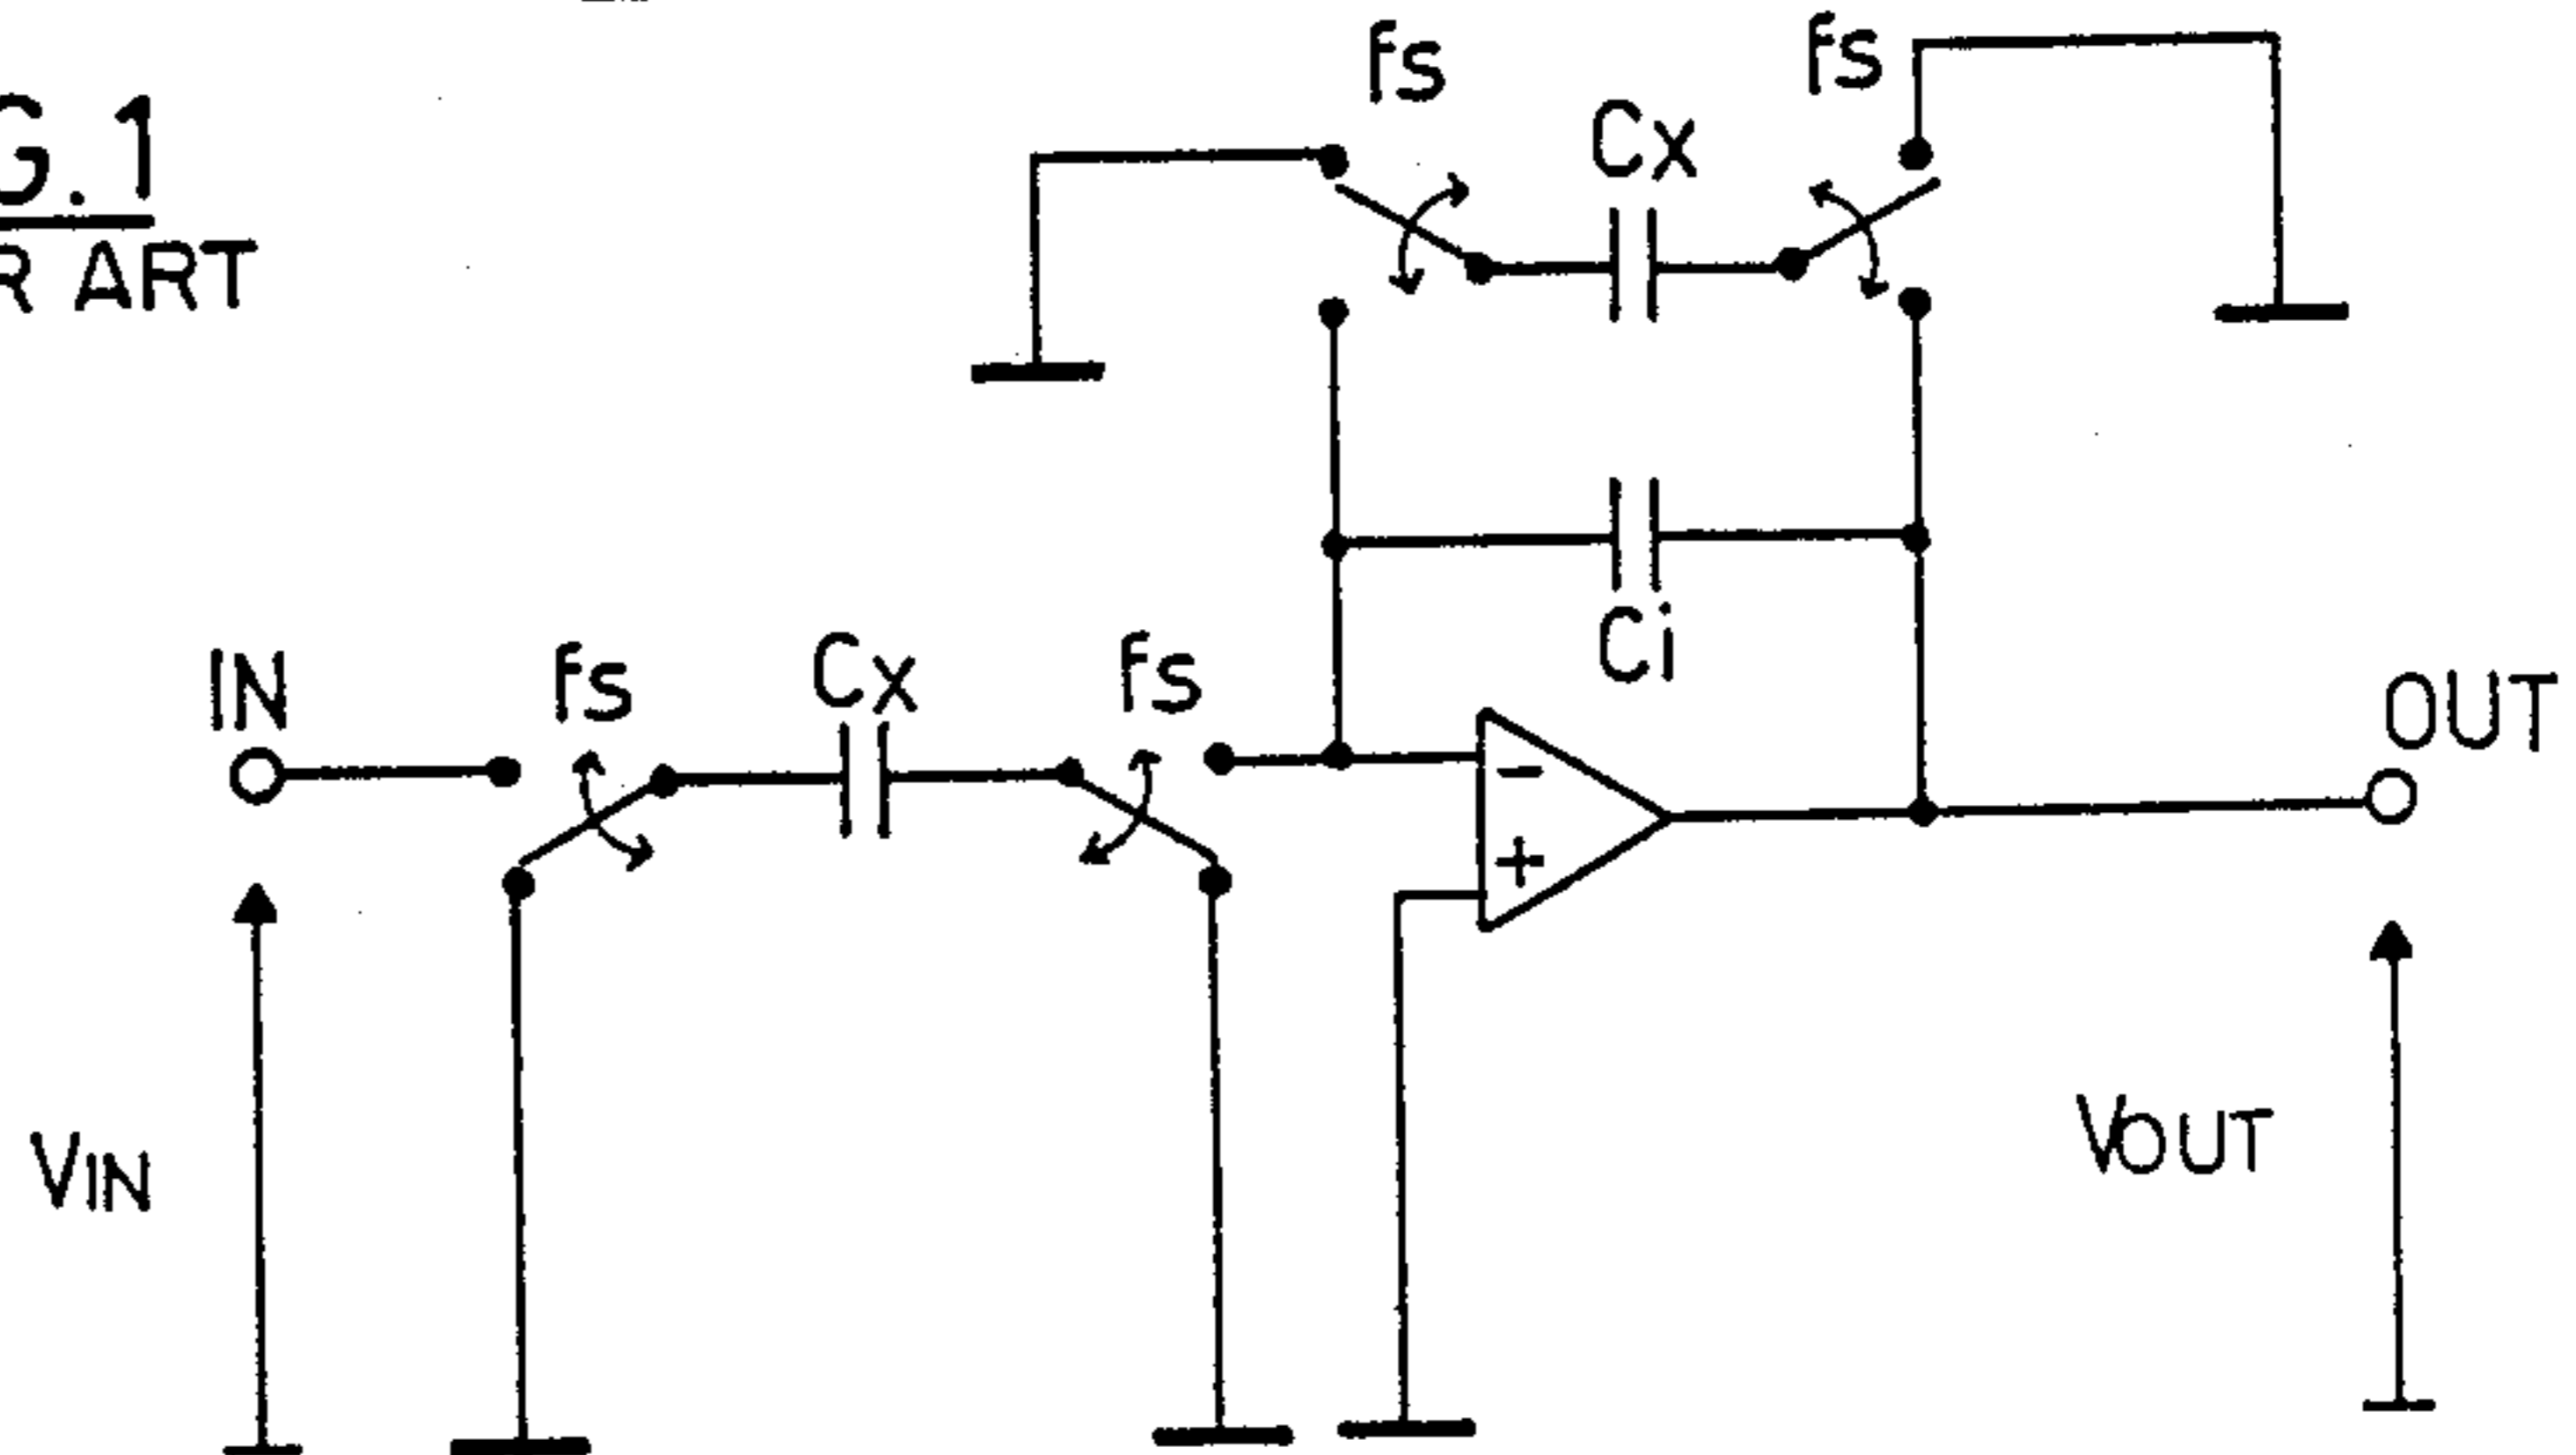 G.1
R ART
fs
Cx
fs
Ci
IN
fs
Cx
fs
−
+
OUT
VIN
VOUT